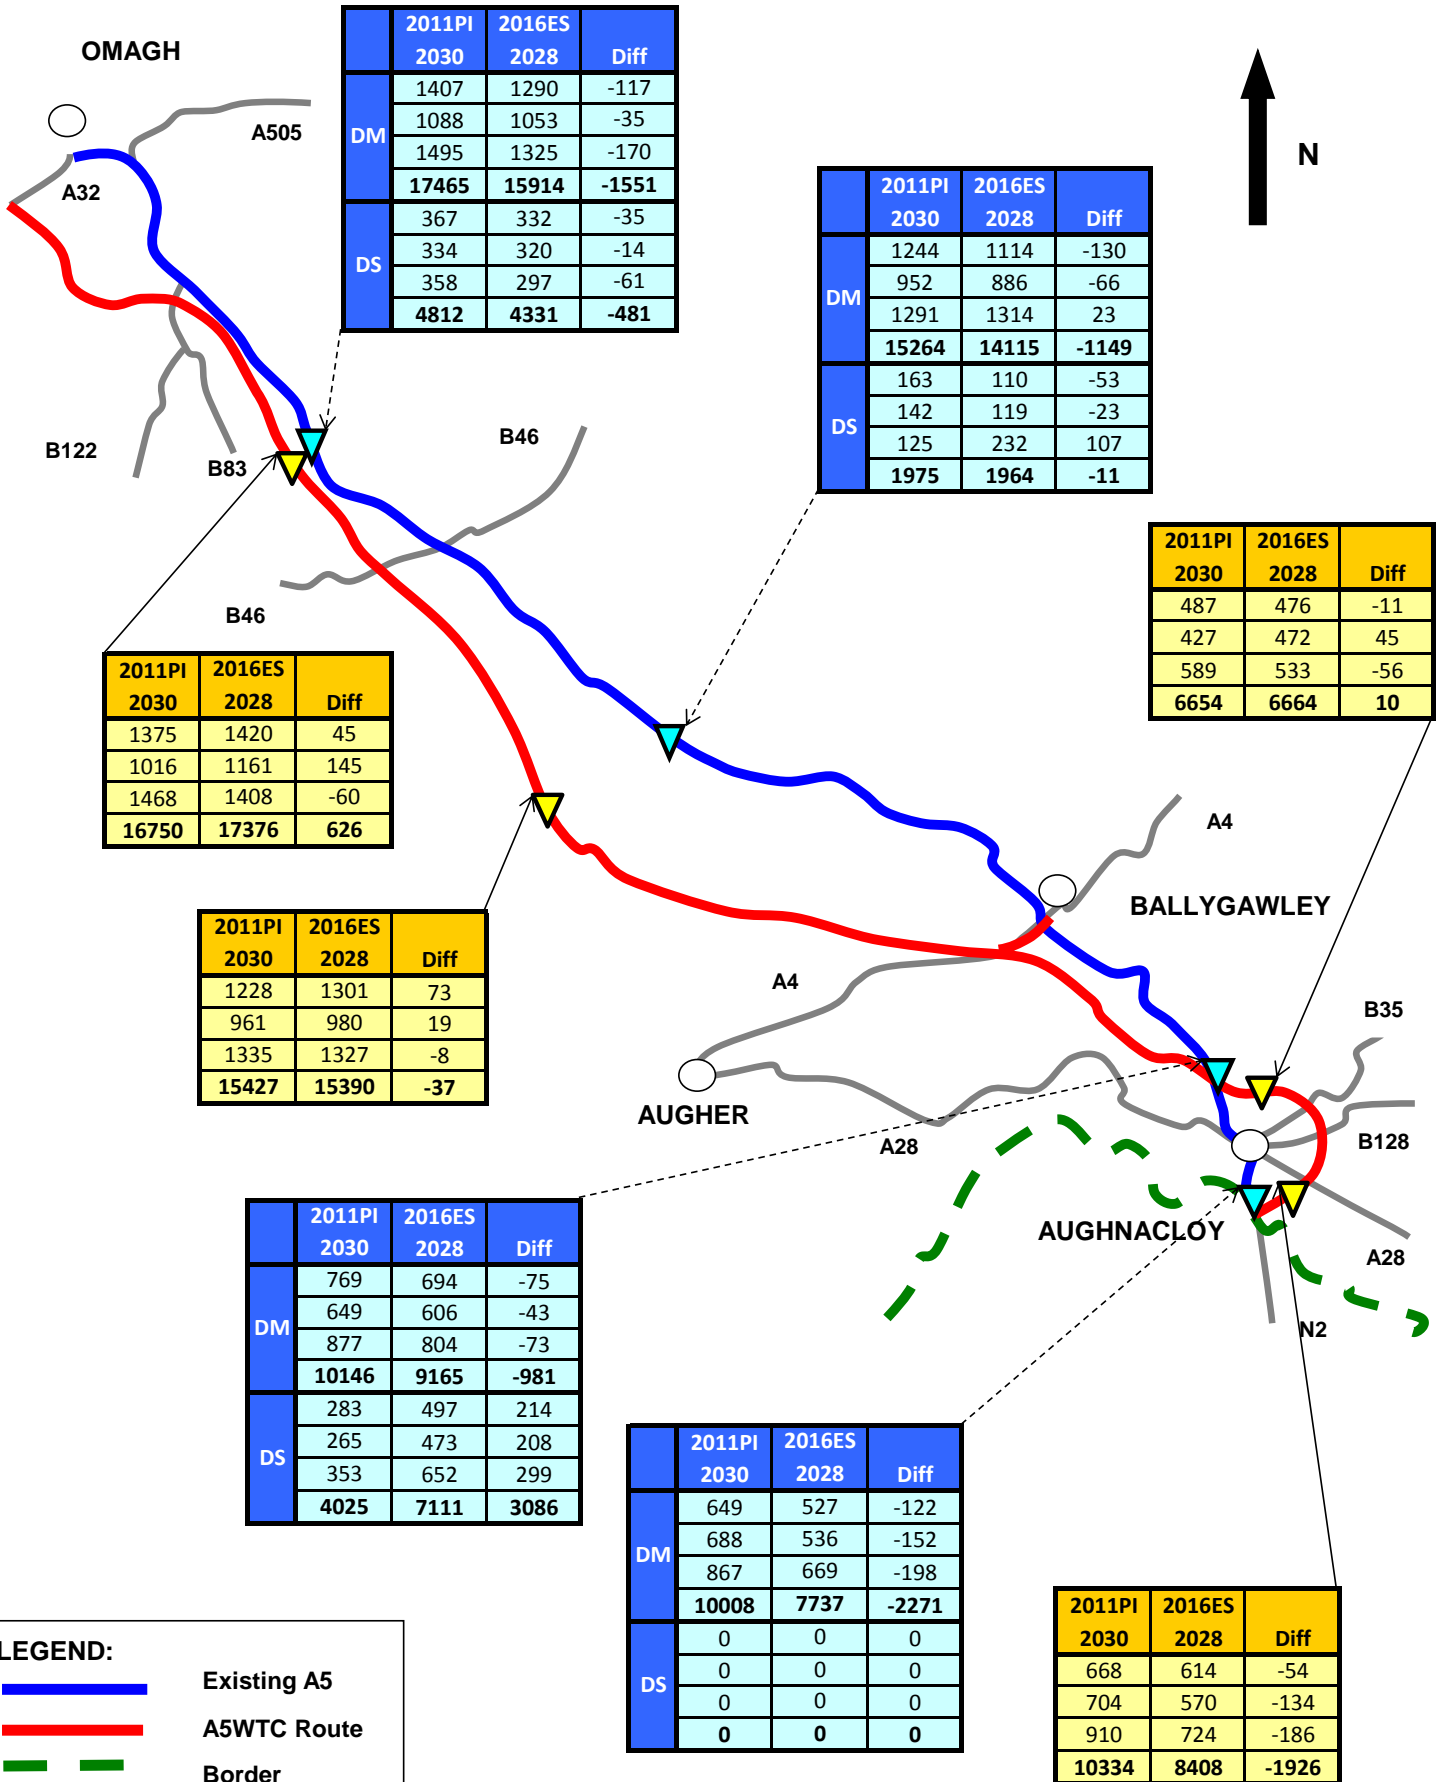 OMAGH
A505
A32
2011PI 2016ES
2030 2028 Diff
DM
1407 1290 -117
1088 1053 -35
1495 1325 -170
17465 15914 -1551
DS
367 332 -35
334 320 -14
358 297 -61
4812 4331 -481
N
2011PI 2016ES
2030 2028 Diff
DM
1244 1114 -130
952 886 -66
1291 1314 23
15264 14115 -1149
DS
163 110 -53
142 119 -23
125 232 107
1975 1964 -11
B122
B83
B46
B46
2011PI 2016ES
2030 2028 Diff
487 476 -11
427 472 45
589 533 -56
6654 6664 10
2011PI 2016ES
2030 2028 Diff
1375 1420 45
1016 1161 145
1468 1408 -60
16750 17376 626
A4
BALLYGAWLEY
2011PI 2016ES
2030 2028 Diff
1228 1301 73
961 980 19
1335 1327 -8
15427 15390 -37
A4
B35
AUGHER
A28
B128
AUGHNACLOY
A28
N2
2011PI 2016ES
2030 2028 Diff
DM
769 694 -75
649 606 -43
877 804 -73
10146 9165 -981
DS
283 497 214
265 473 208
353 652 299
4025 7111 3086
2011PI 2016ES
2030 2028 Diff
DM
649 527 -122
688 536 -152
867 669 -198
10008 7737 -2271
DS
0 0 0
0 0 0
0 0 0
0 0 0
2011PI 2016ES
2030 2028 Diff
668 614 -54
704 570 -134
910 724 -186
10334 8408 -1926
LEGEND:
Existing A5
A5WTC Route
Border